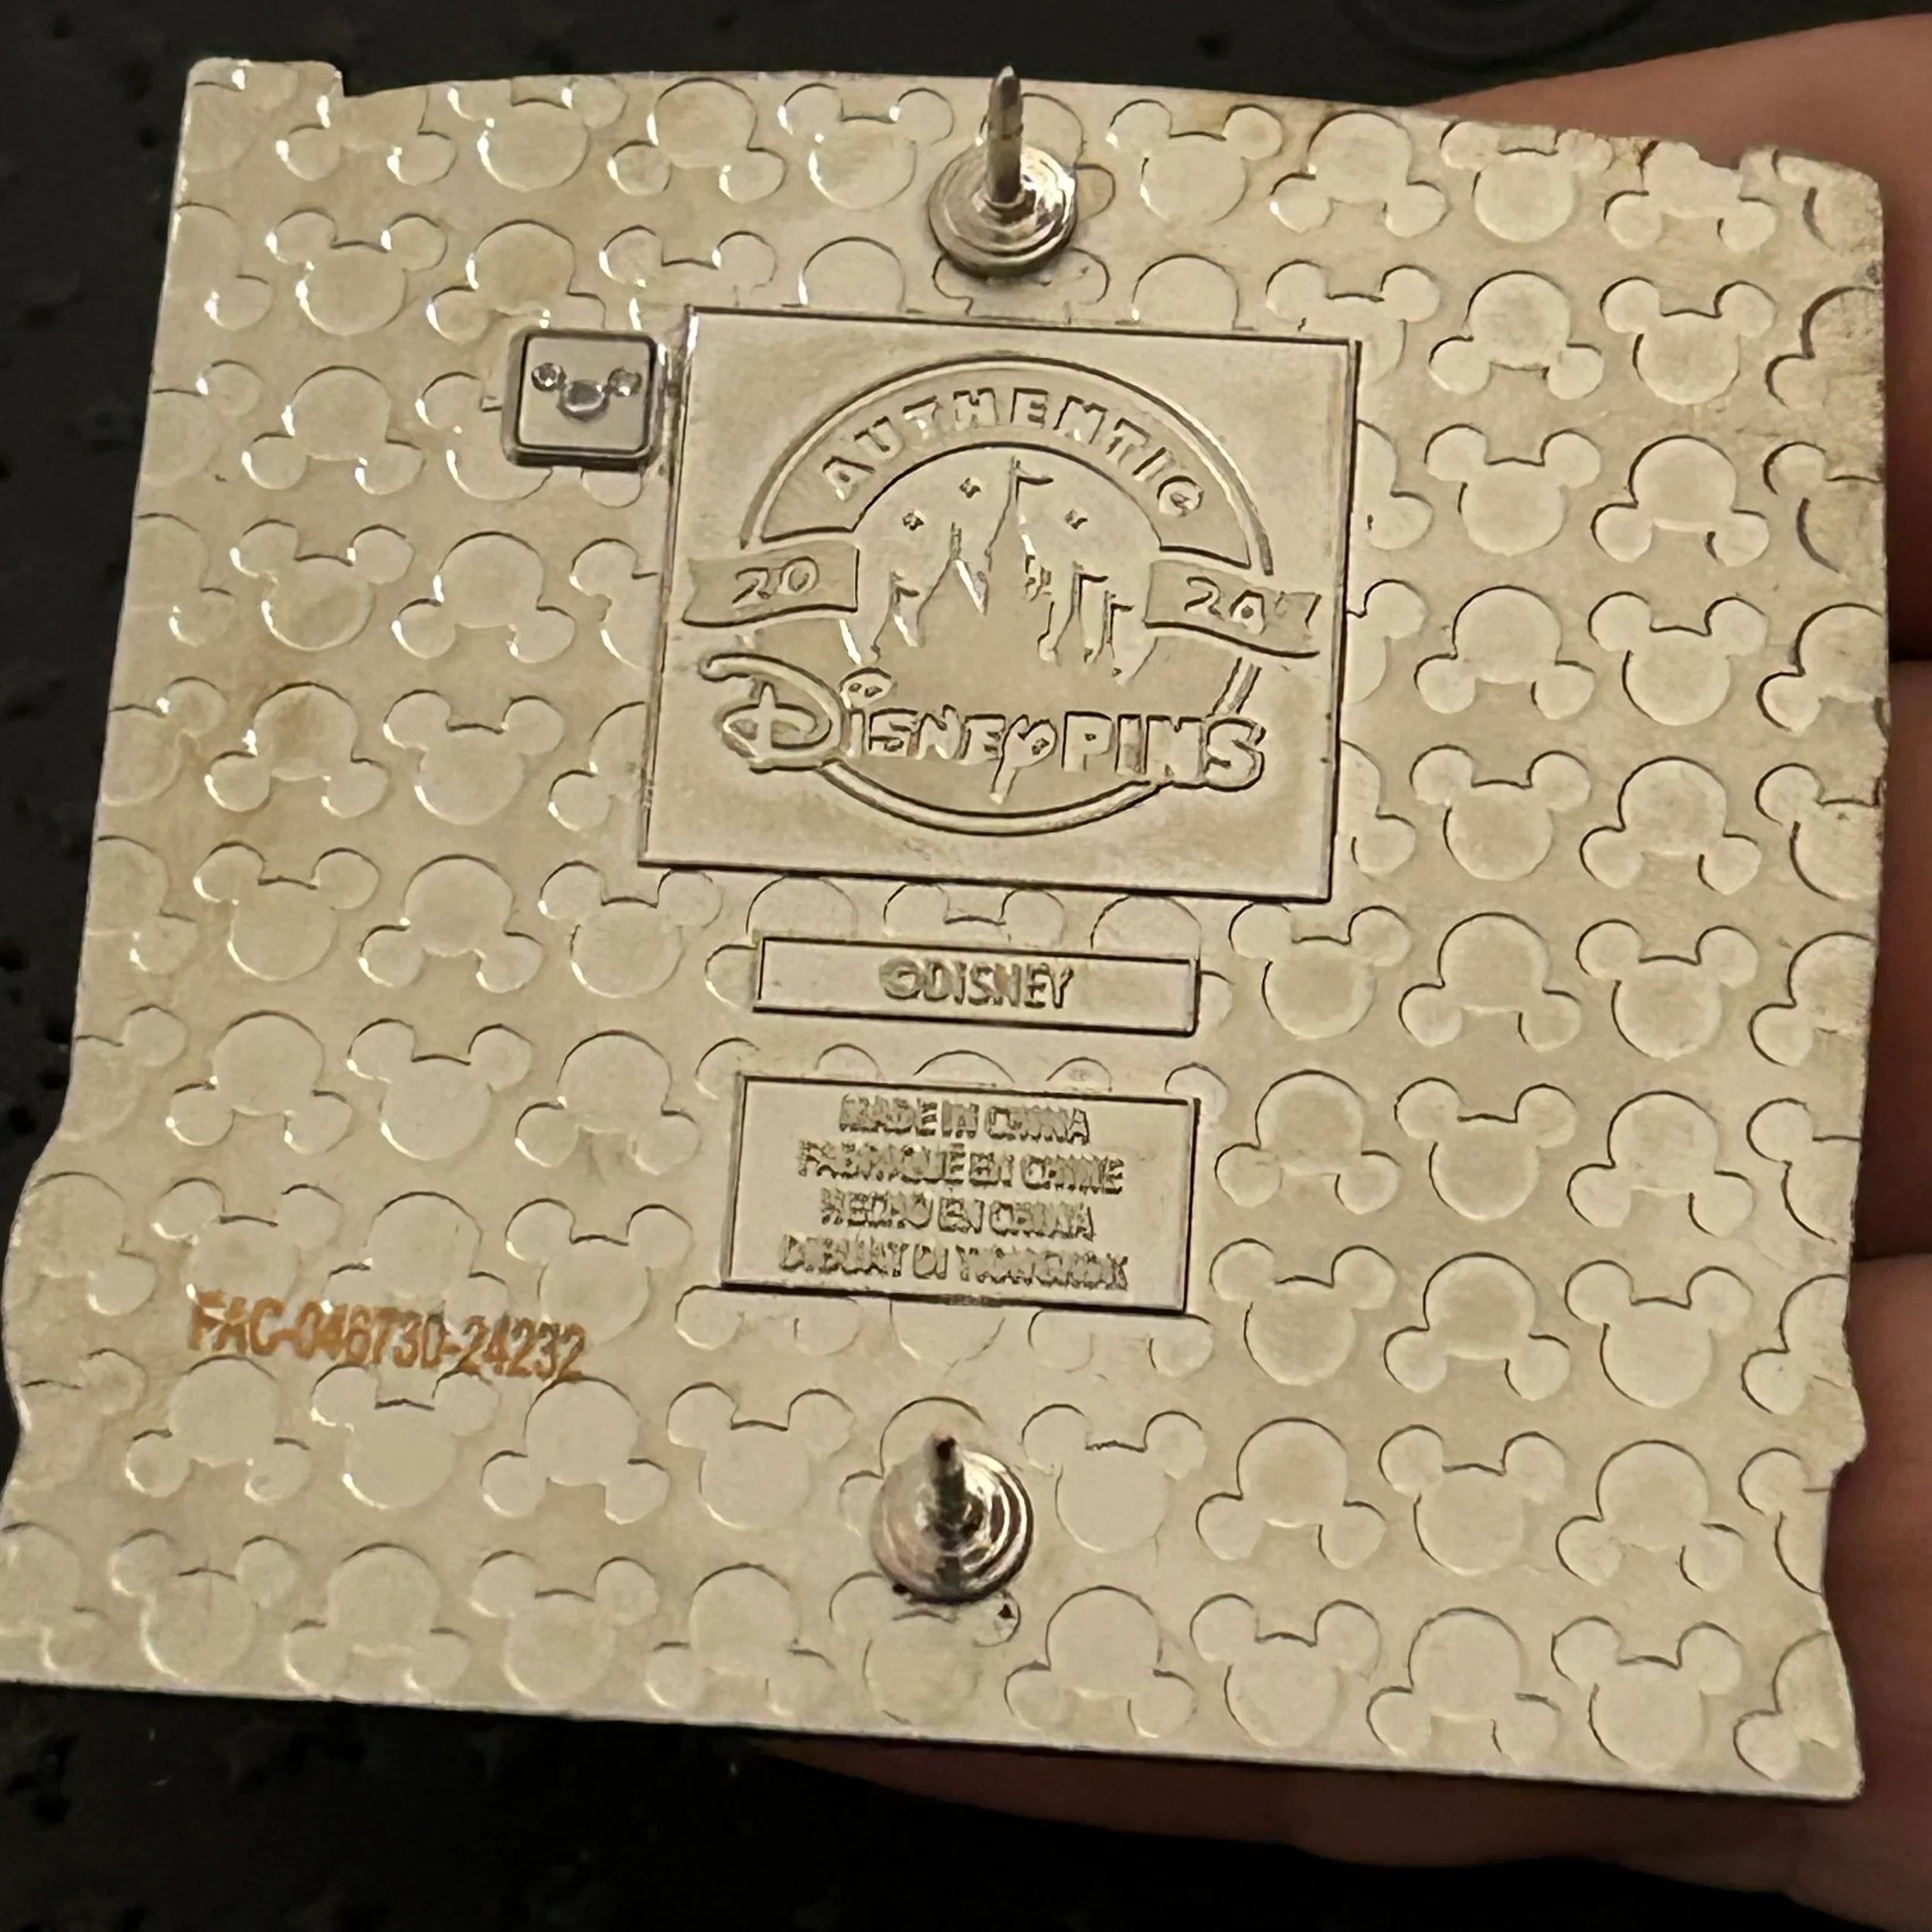 AUTHENTIC
20
DISNEY PINS
©DISNEY
MADE IN CHINA
FABRIQUÉ EN CHINE
HECHO EN CHINA
DIBUAT DI TIONGKOK
FAC-046730-24232